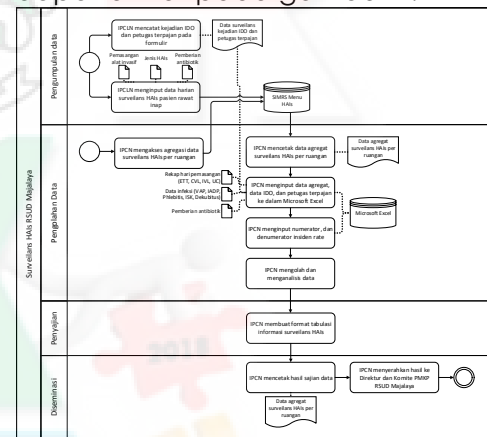 Surveilans HAIs RSUD Majalaya
Pengumpulan data
IPCLN mencatat kejadian IDO
dan petugas terpajan pada
formulir
Data surveilans
kejadian IDO dan
petugas terpajan
Pemasangan
alat invasif
Jenis HAIs
Pemberian
antibiotik
IPCLN menginput data harian
surveilans HAIs pasien rawat
inap
SIMRS Menu
HAIs
Pengolahan Data
IPCN mengakses agregasi data
surveilans HAIs per ruangan
IPCN mencetak data agregat
surveilans HAIs per ruangan
Data agregat
surveilans HAIs per
ruangan
Rekap hari pemasangan
(ETT, CVL, IVL, UC)
Data Infeksi (VAP, IADP,
PHlebitis, ISK, Dekubitus)
Pemberian antibiotik
IPCN menginput data agregat,
data IDO, dan petugas terpajan
ke dalam Microsoft Excel
Microsoft Excel
IPCN menginput numerator, dan
denumerator insiden rate
IPCN mengolah dan
menganalisis data
Penyajian
IPCN membuat format tabulasi
informasi surveilans HAIs
Diseminasi
IPCN mencetak hasil sajian data
IPCN menyerahkan hasil ke
Direktur dan Komite PMKP
RSUD Majalaya
Data agregat
surveilans HAIs per
ruangan
2018